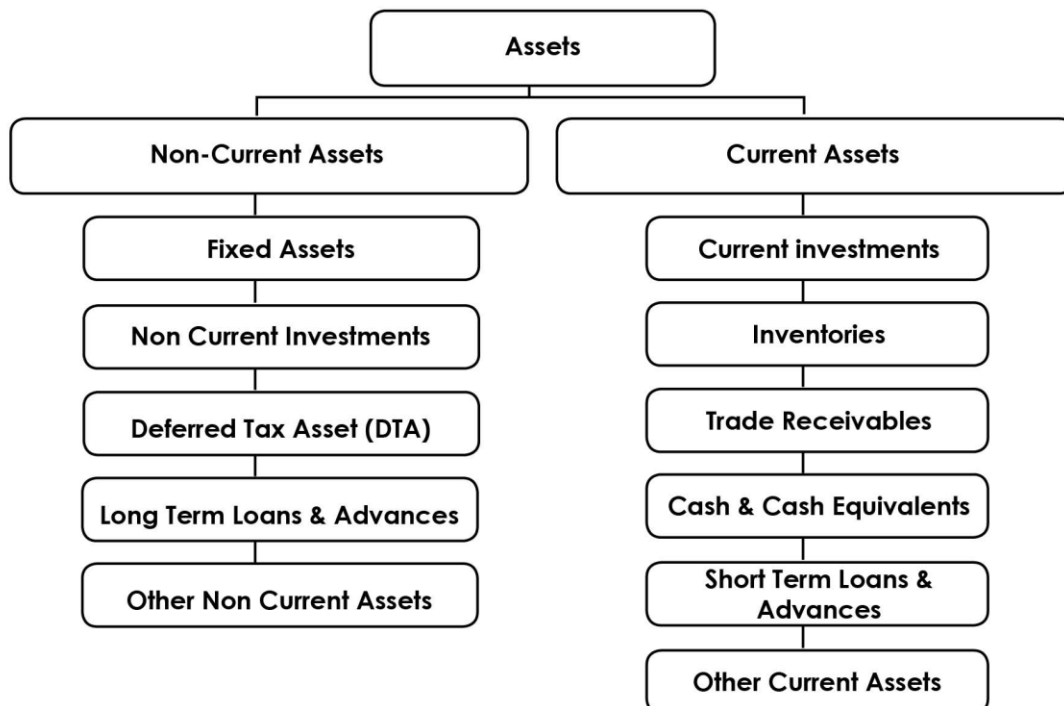 Assets
Non-Current Assets
Fixed Assets
Non Current Investments
Deferred Tax Asset (DTA)
Long Term Loans & Advances
Other Non Current Assets
Current Assets
Current investments
Inventories
Trade Receivables
Cash & Cash Equivalents
Short Term Loans &
Advances
Other Current Assets